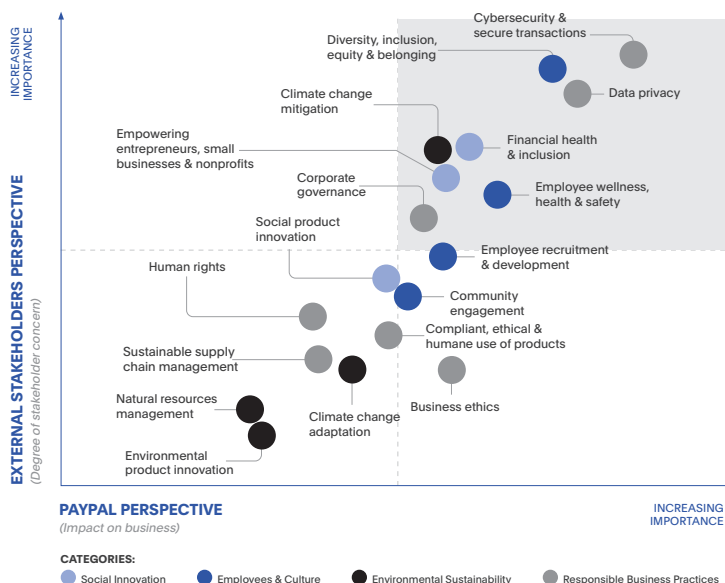 INCREASING
IMPORTANCE
EXTERNAL STAKEHOLDERS PERSPECTIVE
(Degree of stakeholder concern)
Cybersecurity &
secure transactions
Diversity, inclusion,
equity & belonging
Data privacy
Climate change
mitigation
Empowering
entrepreneurs, small
businesses & nonprofits
Financial health
& inclusion
Corporate
governance
Employee wellness,
health & safety
Social product
innovation
Employee recruitment
& development
Human rights
Community
engagement
Compliant, ethical &
humane use of products
Sustainable supply
chain management
Natural resources
management
Climate change
adaptation
Business ethics
Environmental
product innovation
PAYPAL PERSPECTIVE
(Impact on business)
INCREASING
IMPORTANCE
CATEGORIES:
Social Innovation
Employees & Culture
Environmental Sustainability
Responsible Business Practices